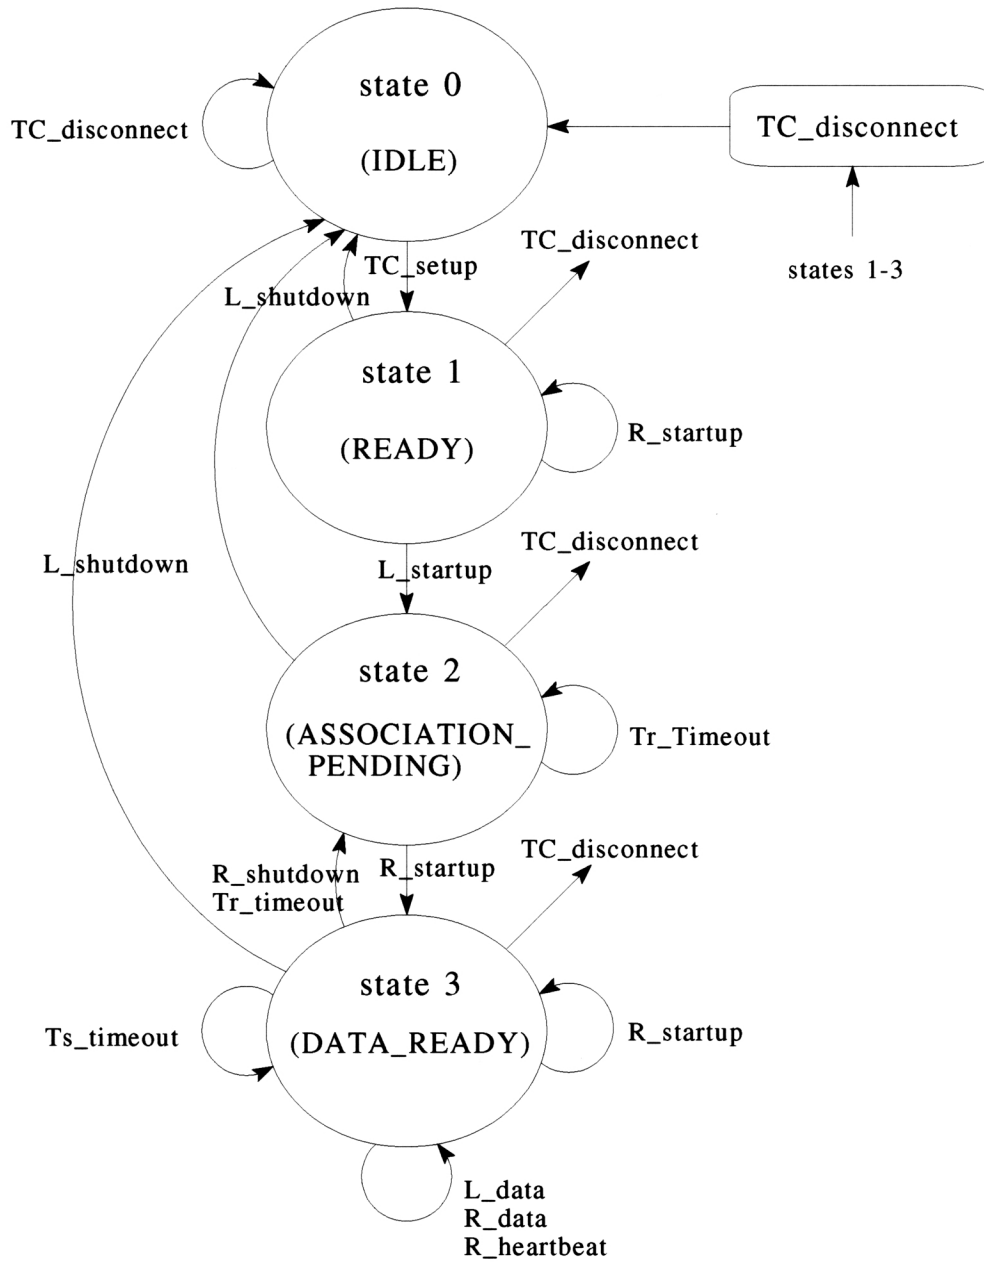 state 0
TC_disconnect
(IDLE)
TC_disconnect
TC_disconnect
TC_setup
states 1-3
L_shutdown
state 1
R_startup
(READY)
TC_disconnect
L_shutdown
L_startup
state 2
(ASSOCIATION_
PENDING)
Tr_Timeout
TC_disconnect
R_shutdown
Tr_timeout
R_startup
state 3
Ts_timeout
(DATA_READY)
R_startup
L_data
R_data
R_heartbeat